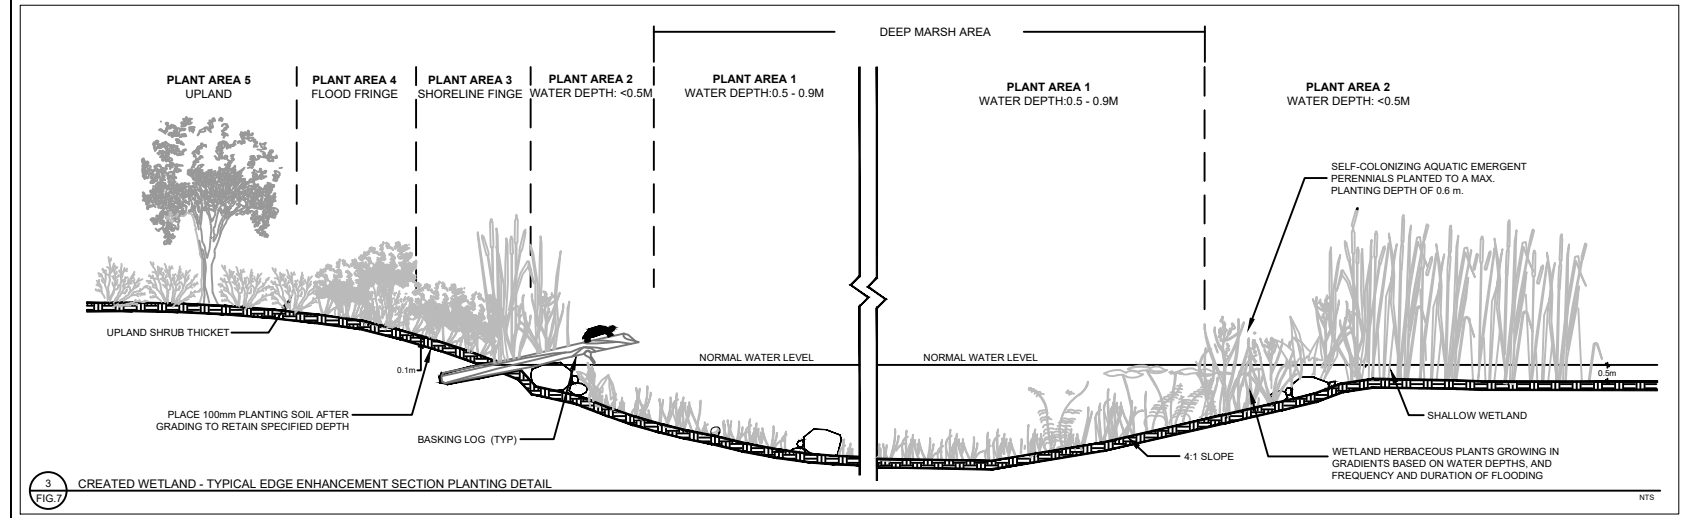 DEEP MARSH AREA
PLANT AREA 5
UPLAND
PLANT AREA 4
FLOOD FRINGE
PLANT AREA 3
SHORELINE FINGE
PLANT AREA 2
WATER DEPTH: <0.5M
PLANT AREA 1
WATER DEPTH:0.5 - 0.9M
PLANT AREA 1
WATER DEPTH:0.5 - 0.9M
PLANT AREA 2
WATER DEPTH: <0.5M
SELF-COLONIZING AQUATIC EMERGENT
PERENNIALS PLANTED TO A MAX.
PLANTING DEPTH OF 0.6 m.
UPLAND SHRUB THICKET
NORMAL WATER LEVEL
NORMAL WATER LEVEL
0.1m
0.5m
PLACE 100mm PLANTING SOIL AFTER
GRADING TO RETAIN SPECIFIED DEPTH
BASKING LOG (TYP)
SHALLOW WETLAND
4:1 SLOPE
WETLAND HERBACEOUS PLANTS GROWING IN
GRADIENTS BASED ON WATER DEPTHS, AND
FREQUENCY AND DURATION OF FLOODING
3
FIG.7
CREATED WETLAND - TYPICAL EDGE ENHANCEMENT SECTION PLANTING DETAIL
NTS